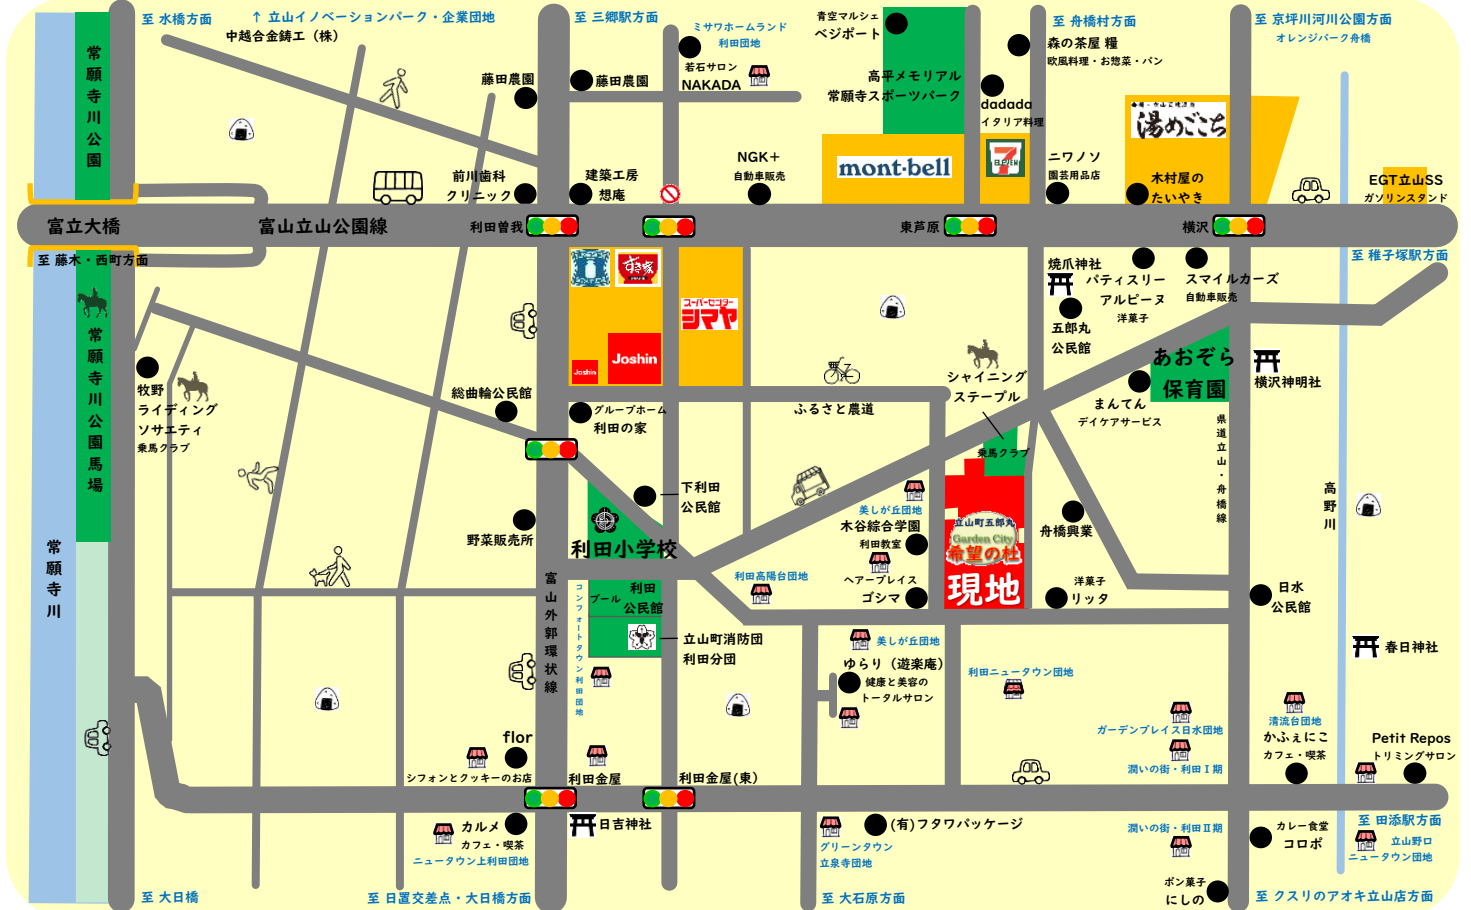 至 水橋方面
↑ 立山イノベーションパーク・企業団地
中越合金鋳工（株）
至 三郷駅方面
ミサワホームランド
利田団地
若石サロン
NAKADA
青空マルシェ
ベジポート
至 舟橋村方面
森の茶屋 糧
欧風料理・お惣菜・パン
至 京坪川河川公園方面
オレンジパーク舟橋
常願寺川公園
藤田農園
藤田農園
高平メモリアル
常願寺スポーツパーク
dadada
イタリア料理
湯めごこち
前川歯科
クリニック
建築工房
想庵
NGK＋
自動車販売
mont-bell
7
ELEVEN
ニワノソ
園芸用品店
木村屋の
たいやき
EGT立山SS
ガソリンスタンド
富立大橋
富山立山公園線
利田曽我
東芦原
横沢
至 藤木・西町方面
至 稚子塚駅方面
すき家
スーパーセンター
シマヤ
Joshin
Joshin
焼爪神社
五郎丸
公民館
パティスリー
アルピーヌ
洋菓子
スマイルカーズ
自動車販売
常願寺川公園馬場
牧野
ライディング
ソサエティ
乗馬クラブ
総曲輪公民館
グループホーム
利田の家
ふるさと農道
シャイニング
ステーブル
乗馬クラブ
あおぞら
保育園
まんてん
デイケアサービス
横沢神明社
県道立山・舟橋線
高野川
下利田
公民館
野菜販売所
利田小学校
美しが丘団地
木谷綜合学園
利田教室
ヘアープレイス
ゴシマ
立山町五郎丸
Garden City
希望の杜
現地
舟橋興業
洋菓子
リッタ
日水
公民館
常願寺川
富山外郭環状線
コンフォートタウン利田団地
プール
利田
公民館
利田高陽台団地
立山町消防団
利田分団
美しが丘団地
ゆらり（遊楽庵）
健康と美容の
トータルサロン
利田ニュータウン団地
春日神社
ガーデンプレイス日水団地
潤いの街・利田Ⅰ期
清流台団地
かふぇにこ
カフェ・喫茶
Petit Repos
トリミングサロン
flor
シフォンとクッキーのお店
利田金屋
利田金屋(東)
カルメ
カフェ・喫茶
ニュータウン上利田団地
日吉神社
(有)フタワパッケージ
グリーンタウン
立泉寺団地
潤いの街・利田Ⅱ期
カレー食堂
コロポ
至 田添駅方面
立山野口
ニュータウン団地
ポン菓子
にしの
至 大日橋
至 日置交差点・大日橋方面
至 大石原方面
至 クスリのアオキ立山店方面